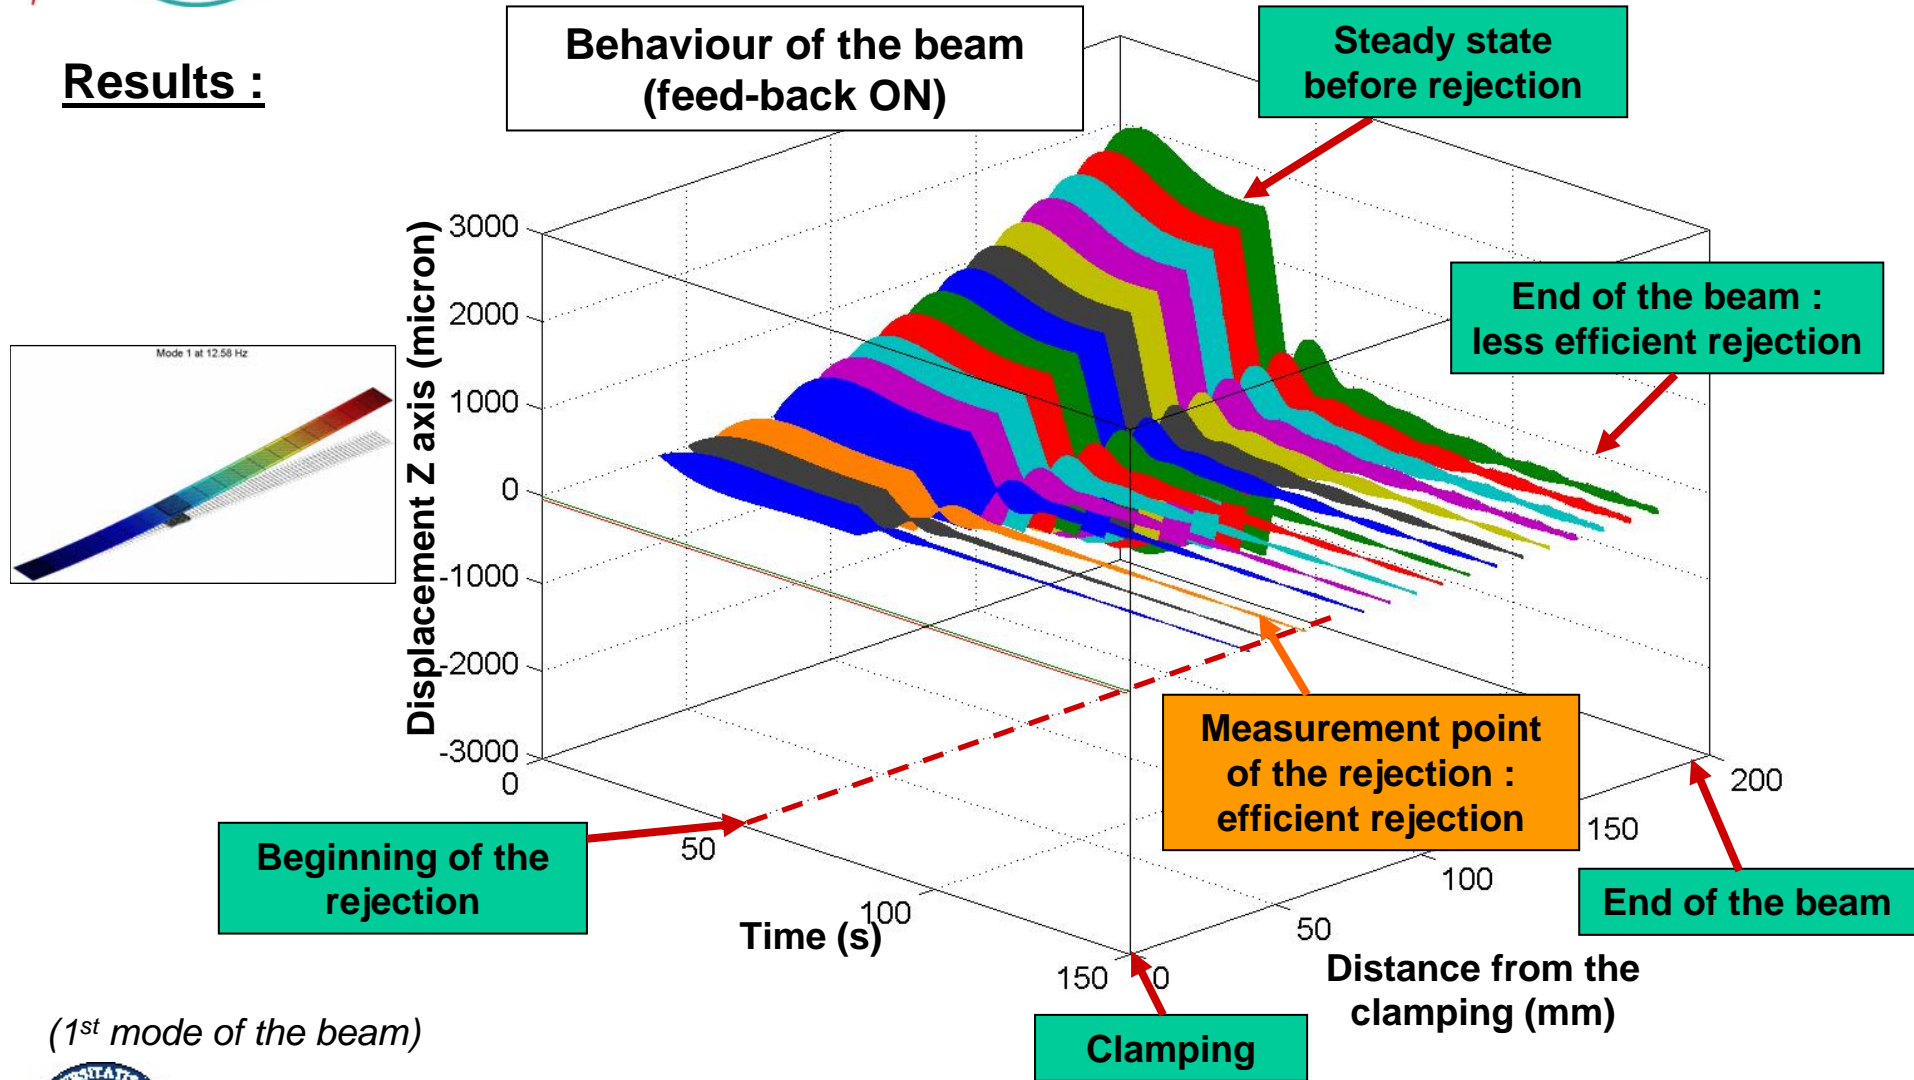 Results :
Behaviour of the beam
(feed-back ON)
Steady state
before rejection
End of the beam :
less efficient rejection
Mode 1 at 12.58 Hz
Displacement Z axis (micron)
3000
2000
1000
0
-1000
-2000
-3000
0
50
100
150
Time (s)
0
50
100
150
200
Distance from the
clamping (mm)
Measurement point
of the rejection :
efficient rejection
Beginning of the
rejection
End of the beam
Clamping
(1st mode of the beam)